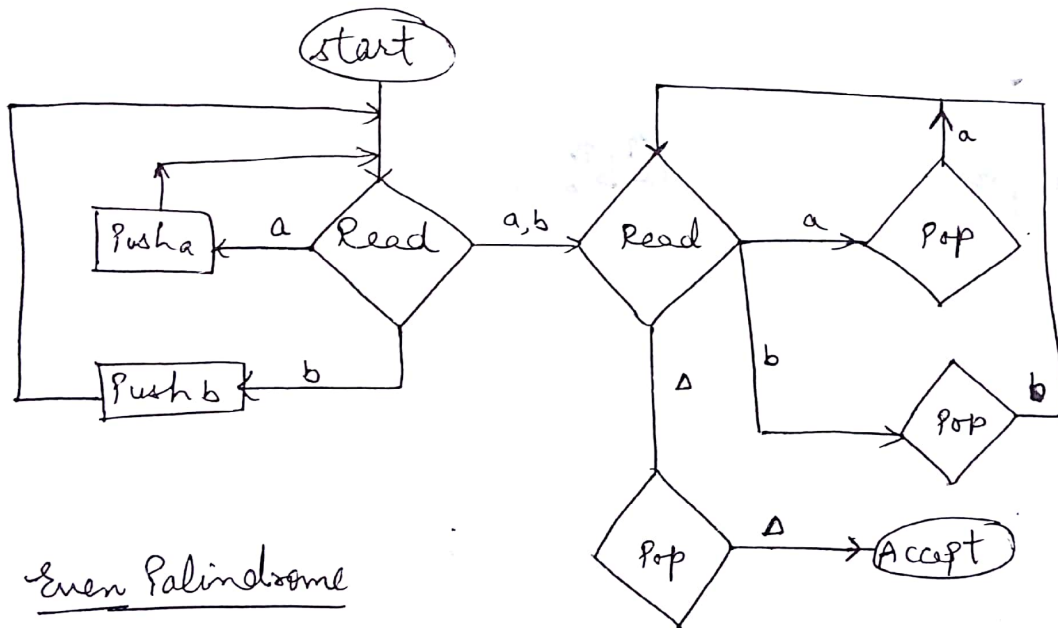 start
Push a
a
Read
a,b
Read
a
Pop
a
Push b
b
Δ
b
Pop
b
Pop
Δ
Accept
Even Palindrome